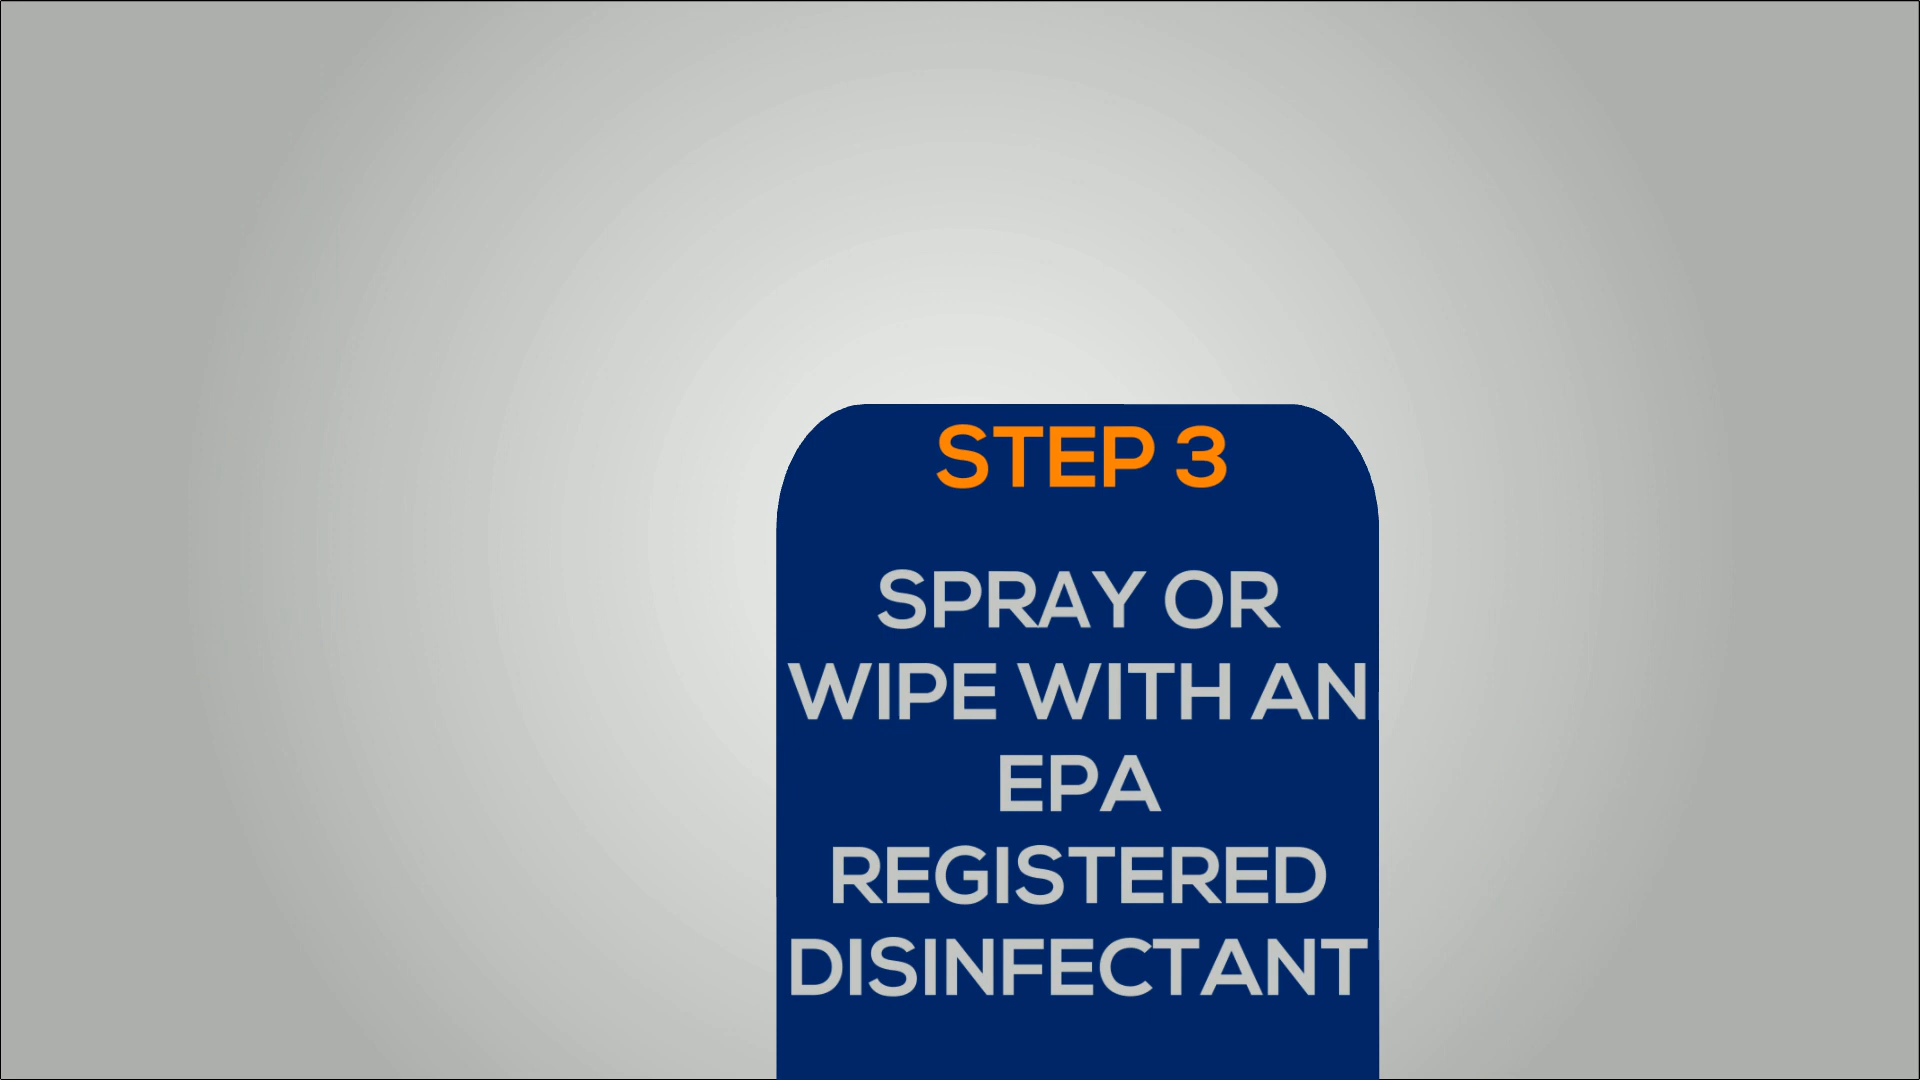 STEP 3
SPRAY OR
WIPE WITH AN
EPA
REGISTERED
DISINFECTANT